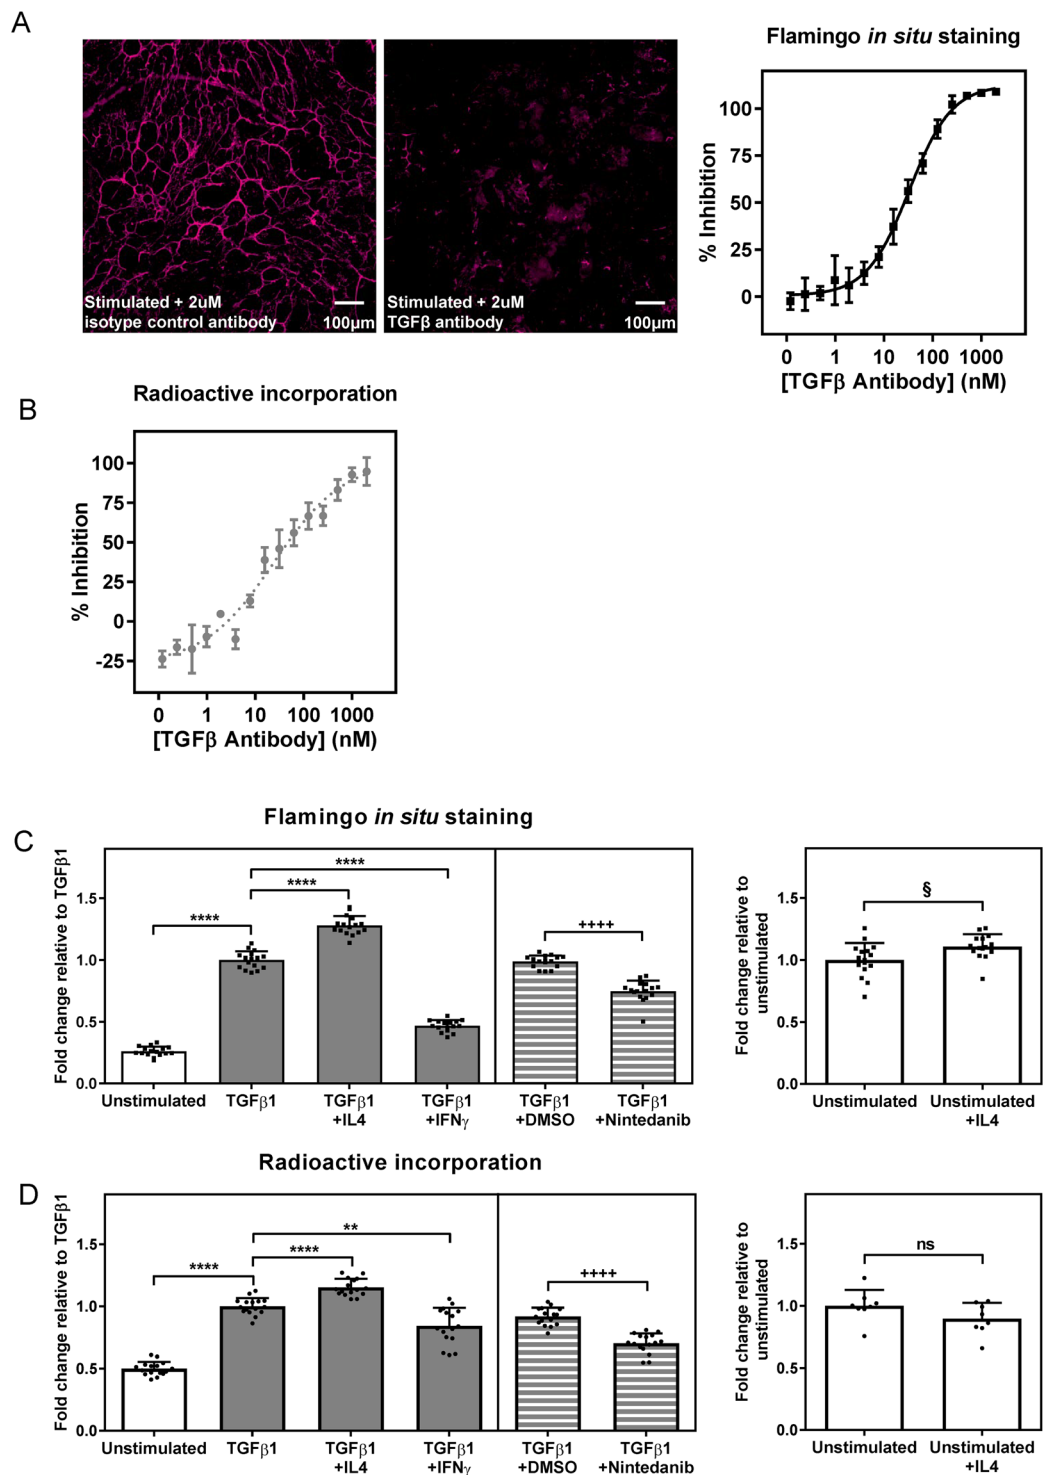 A
Stimulated + 2uM
isotype control antibody
100µm
Stimulated + 2uM
TGFβ antibody
100µm
Flamingo in situ staining
% Inhibition
100
75
50
25
0
0 1 10 100 1000
[TGFβ Antibody] (nM)
B
Radioactive incorporation
% Inhibition
100
75
50
25
0
-25
0 1 10 100 1000
[TGFβ Antibody] (nM)
Flamingo in situ staining
C
Fold change relative to TGFβ1
1.5
1.0
0.5
0.0
****
****
****
++++
Unstimulated TGFβ1 TGFβ1 TGFβ1 TGFβ1 TGFβ1
+IL4 +IFNγ +DMSO +Nintedanib
Fold change relative to
unstimulated
1.5
1.0
0.5
0.0
§
Unstimulated Unstimulated
+IL4
Radioactive incorporation
D
Fold change relative to TGFβ1
1.5
1.0
0.5
0.0
**
****
****
++++
Unstimulated TGFβ1 TGFβ1 TGFβ1 TGFβ1 TGFβ1
+IL4 +IFNγ +DMSO +Nintedanib
Fold change relative to
unstimulated
1.5
1.0
0.5
0.0
ns
Unstimulated Unstimulated
+IL4